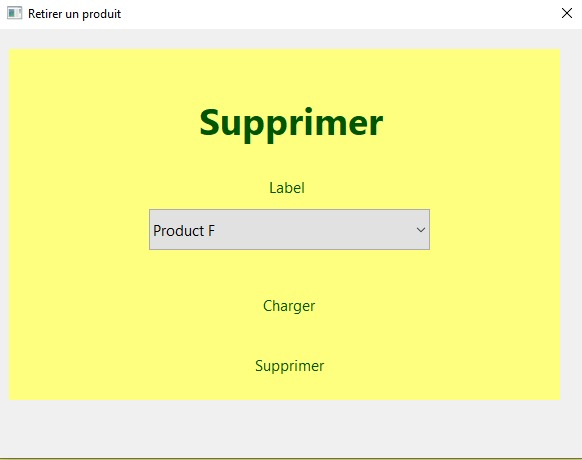 Retirer un produit
Supprimer
Label
Product F
Charger
Supprimer